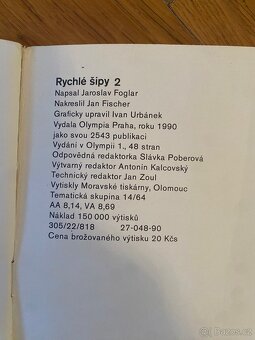 Rychlé šípy 2
Napsal Jaroslav Foglar
Nakreslil Jan Fischer
Graficky upravil Ivan Urbánek
Vydala Olympia Praha, roku 1990
jako svou 2543 publikaci
Vydání v Olympii 1., 48 stran
Odpovědná redaktorka Slávka Poberová
Výtvarný redaktor Antonín Kalcovský
Technický redaktor Jan Zoul
Vytiskly Moravské tiskárny, Olomouc
Tematická skupina 14/64
AA 8,14, VA 8,69
Náklad 150 000 výtisků
305/22/818 27-048-90
Cena brožovaného výtisku 20 Kčs
sbazar.cz